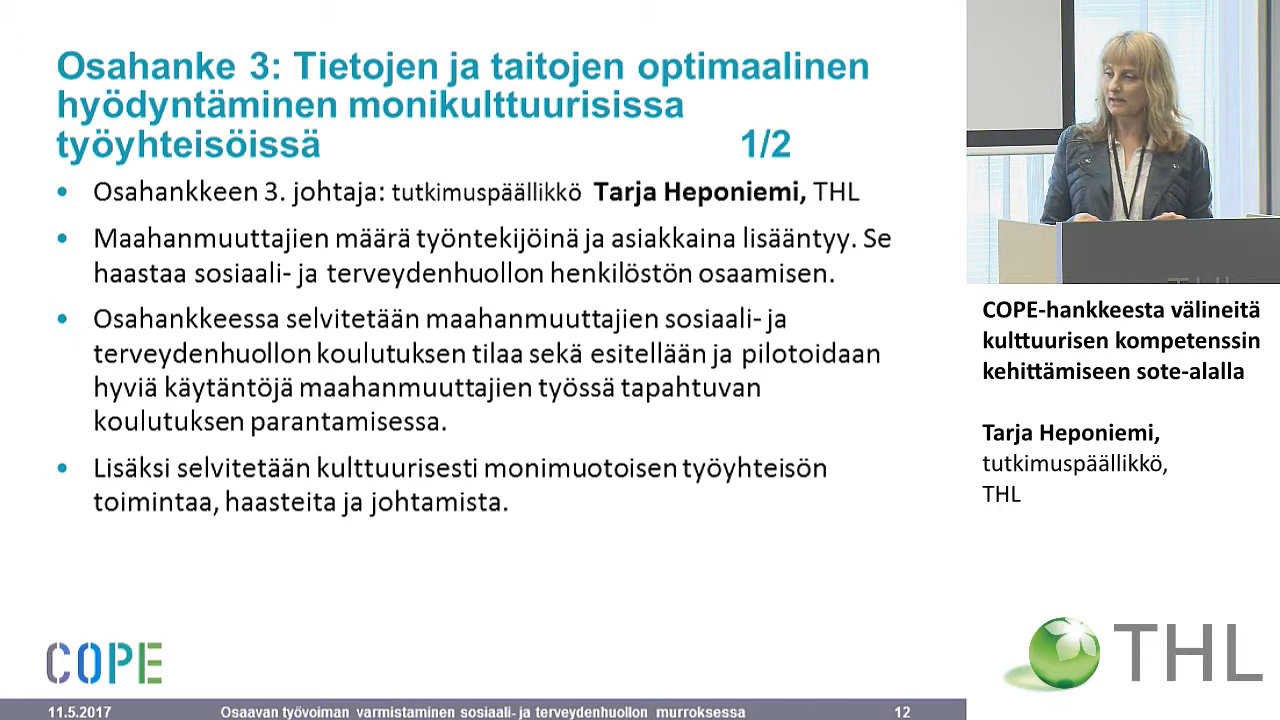 Osahanke 3: Tietojen ja taitojen optimaalinen
hyödyntäminen monikulttuurisissa
työyhteisöissä 1/2
• Osahankkeen 3. johtaja: tutkimuspäällikkö Tarja Heponiemi, THL
• Maahanmuuttajien määrä työntekijöinä ja asiakkaina lisääntyy. Se
haastaa sosiaali- ja terveydenhuollon henkilöstön osaamisen.
• Osahankkeessa selvitetään maahanmuuttajien sosiaali- ja
terveydenhuollon koulutuksen tilaa sekä esitellään ja pilotoidaan
hyviä käytäntöjä maahanmuuttajien työssä tapahtuvan
koulutuksen parantamisessa.
• Lisäksi selvitetään kulttuurisesti monimuotoisen työyhteisön
toimintaa, haasteita ja johtamista.
COPE
11.5.2017 Osaavan työvoiman varmistaminen sosiaali- ja terveydenhuollon murroksessa 12
THL
COPE-hankkeesta välineitä
kulttuurisen kompetenssin
kehittämiseen sote-alalla
Tarja Heponiemi,
tutkimuspäällikkö,
THL
THL